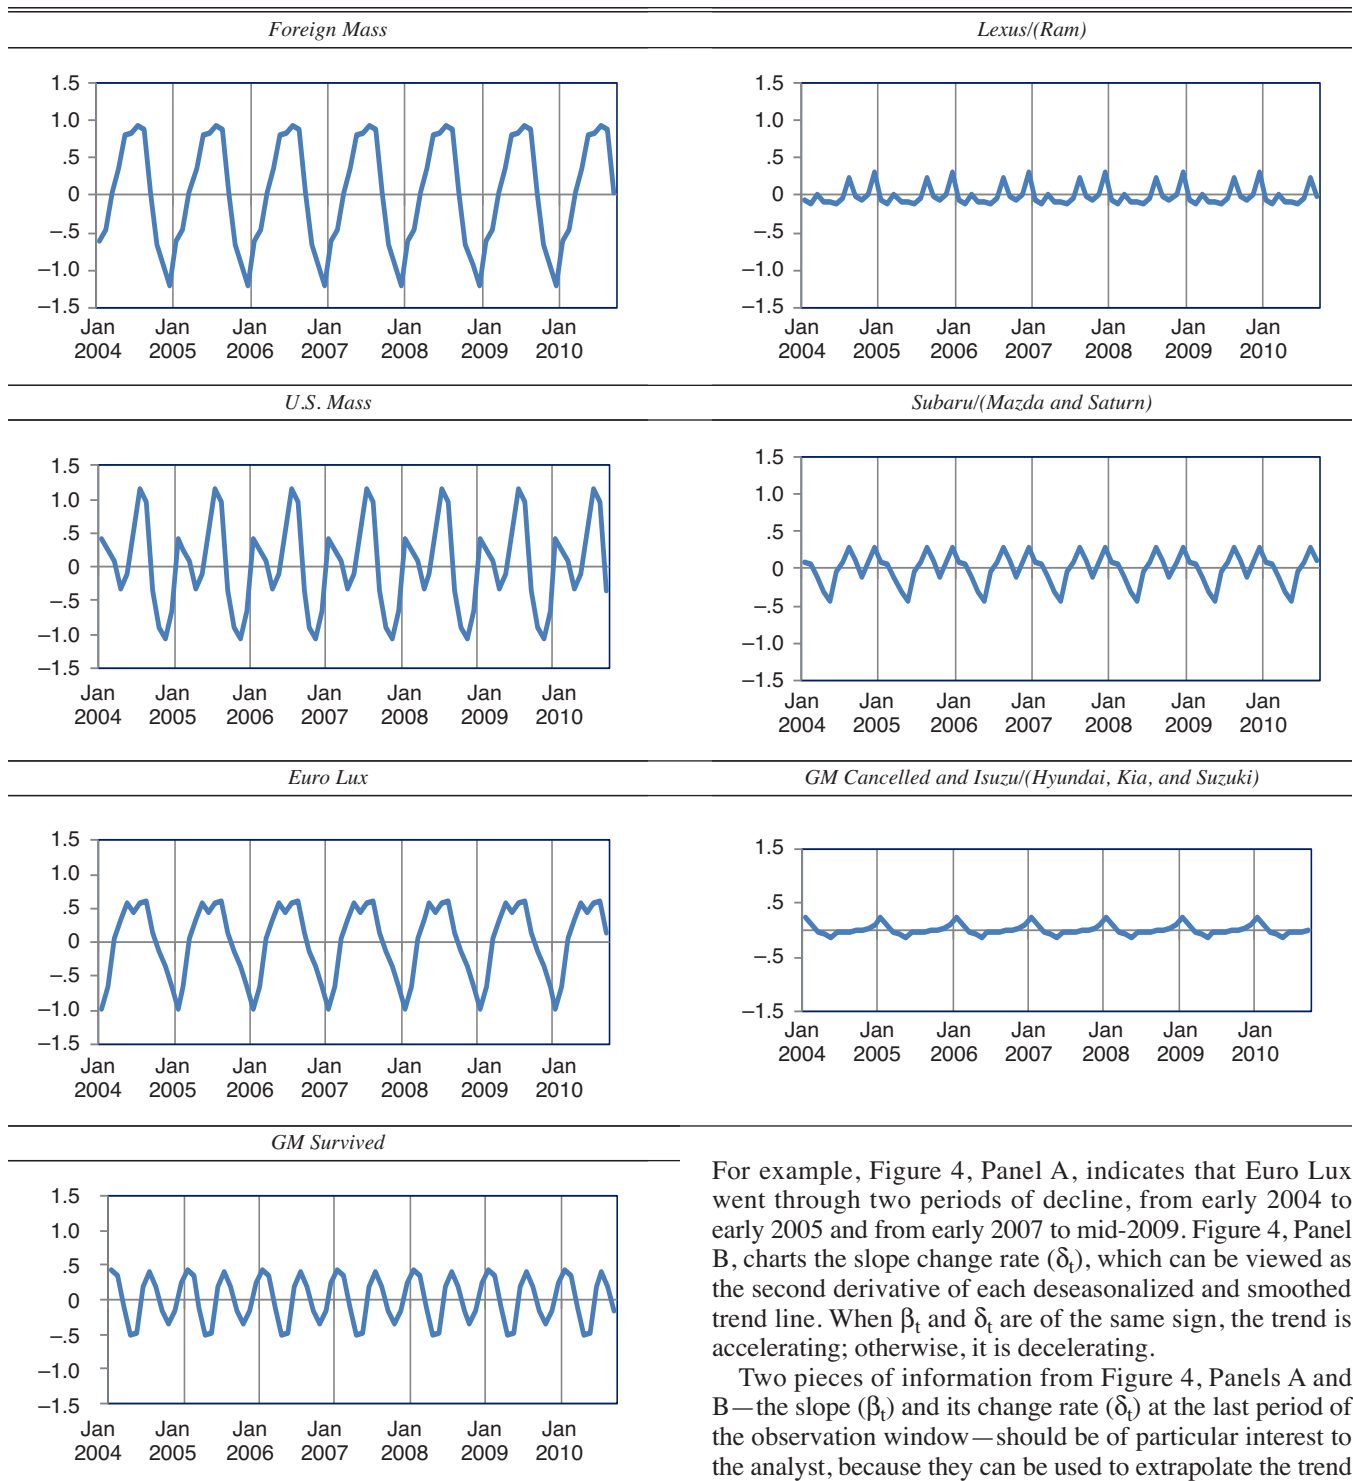 Foreign Mass
1.5
1.0
.5
0
–.5
–1.0
–1.5
Jan Jan Jan Jan Jan Jan Jan
2004 2005 2006 2007 2008 2009 2010
Lexus/(Ram)
1.5
1.0
.5
0
–.5
–1.0
–1.5
Jan Jan Jan Jan Jan Jan Jan
2004 2005 2006 2007 2008 2009 2010
U.S. Mass
1.5
1.0
.5
0
–.5
–1.0
–1.5
Jan Jan Jan Jan Jan Jan Jan
2004 2005 2006 2007 2008 2009 2010
Subaru/(Mazda and Saturn)
1.5
1.0
.5
0
–.5
–1.0
–1.5
Jan Jan Jan Jan Jan Jan Jan
2004 2005 2006 2007 2008 2009 2010
Euro Lux
1.5
1.0
.5
0
–.5
–1.0
–1.5
Jan Jan Jan Jan Jan Jan Jan
2004 2005 2006 2007 2008 2009 2010
GM Cancelled and Isuzu/(Hyundai, Kia, and Suzuki)
1.5
.5
–.5
–1.5
Jan Jan Jan Jan Jan Jan Jan
2004 2005 2006 2007 2008 2009 2010
GM Survived
1.5
1.0
.5
0
–.5
–1.0
–1.5
Jan Jan Jan Jan Jan Jan Jan
2004 2005 2006 2007 2008 2009 2010
For example, Figure 4, Panel A, indicates that Euro Lux
went through two periods of decline, from early 2004 to
early 2005 and from early 2007 to mid-2009. Figure 4, Panel
B, charts the slope change rate (δt), which can be viewed as
the second derivative of each deseasonalized and smoothed
trend line. When βt and δt are of the same sign, the trend is
accelerating; otherwise, it is decelerating.
Two pieces of information from Figure 4, Panels A and
B—the slope (βt) and its change rate (δt) at the last period of
the observation window—should be of particular interest to
the analyst, because they can be used to extrapolate the trend